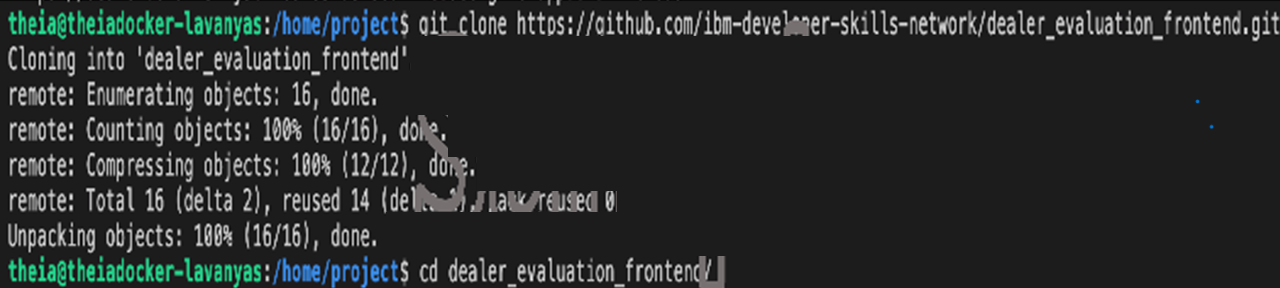 theia@theiadocker-lavanyas:/home/project$ git clone https://github.com/ibm-developer-skills-network/dealer_evaluation_frontend.git
Cloning into 'dealer_evaluation_frontend'
remote: Enumerating objects: 16, done.
remote: Counting objects: 100% (16/16), done.
remote: Compressing objects: 100% (12/12), done.
remote: Total 16 (delta 2), reused 14 reused 0
Unpacking objects: 100% (16/16), done.
theia@theiadocker-lavanyas:/home/project$ cd dealer_evaluation_frontend/